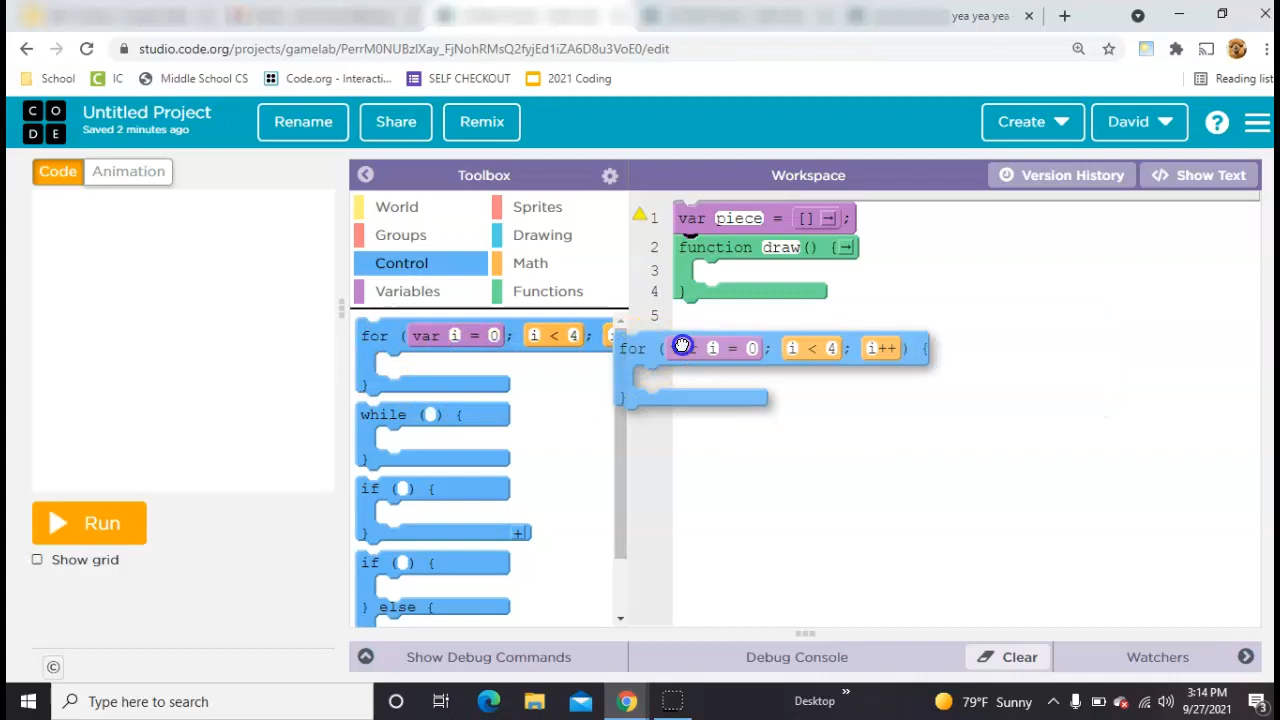 yea yea yea
studio.code.org/projects/gamelab/PerrM0NUBzlXay_FjNohRMsQ2fyjEd1iZA6D8u3VoE0/edit
School
IC
Middle School CS
Code.org - Interacti...
SELF CHECKOUT
2021 Coding
Reading list
C O
D E
Untitled Project
Saved 2 minutes ago
Rename
Share
Remix
Create
David
?
Code
Animation
Toolbox
Workspace
Version History
</> Show Text
World
Sprites
Groups
Drawing
Control
Math
Variables
Functions
for ( var i = 0 ; i < 4 ; i
}
while ( ) {
}
if ( ) {
}
if ( ) {
} else {
1 var piece = [] ;
2 function draw() {
3
4 }
5
for ( var i = 0 ; i < 4 ; i++ ) {
}
Run
Show grid
©
Show Debug Commands
Debug Console
Clear
Watchers
Type here to search
Desktop
79°F Sunny
3:14 PM
9/27/2021
3